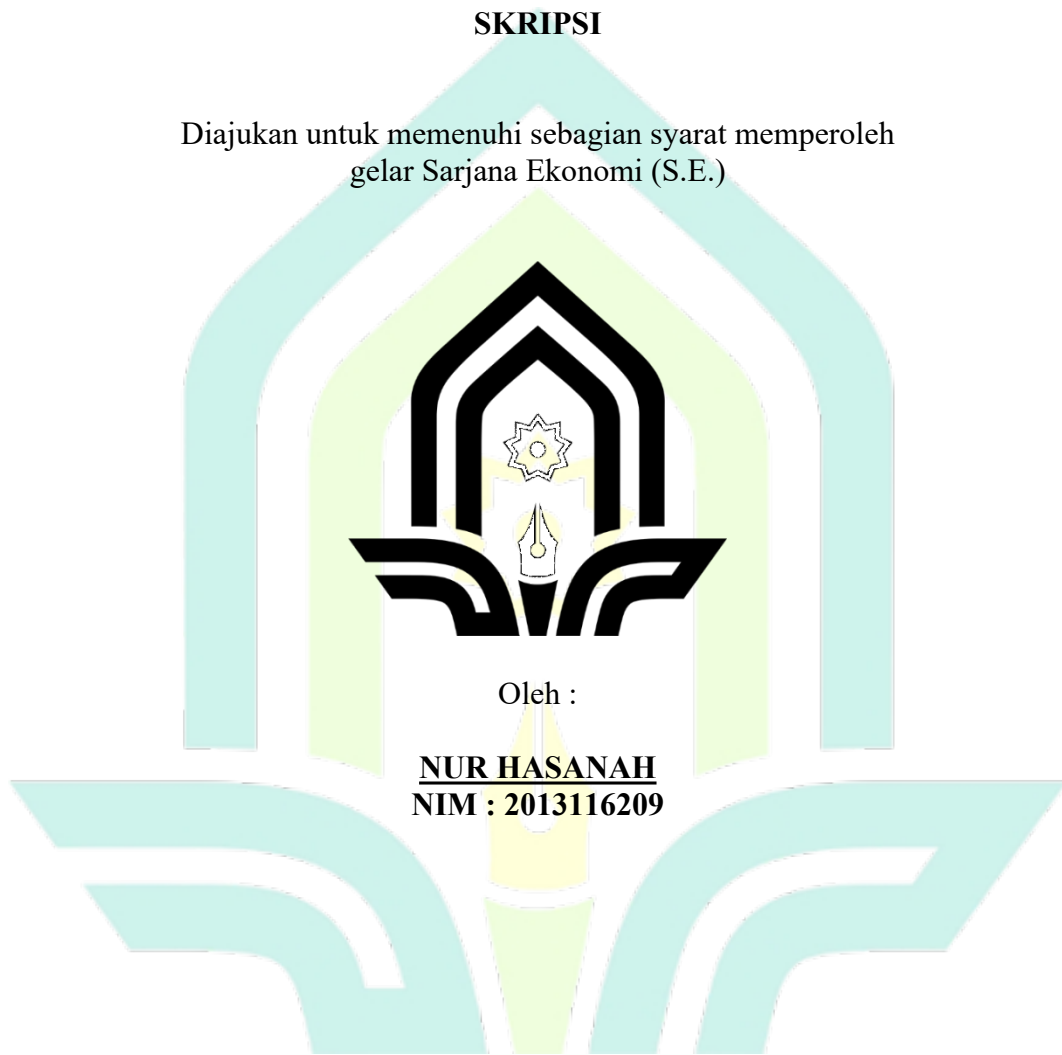 SKRIPSI
Diajukan untuk memenuhi sebagian syarat memperoleh
gelar Sarjana Ekonomi (S.E.)
Oleh :
NUR HASANAH
NIM : 2013116209